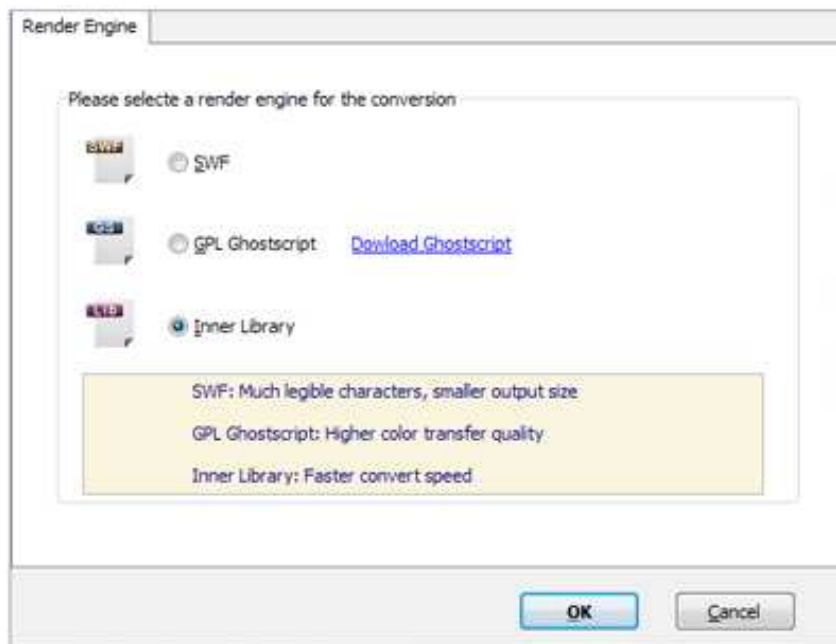 Render Engine
Please selecte a render engine for the conversion
SWF
SWF
GS
GPL Ghostscript Dowload Ghostscript
Lib
Inner Library
SWF: Much legible characters, smaller output size
GPL Ghostscript: Higher color transfer quality
Inner Library: Faster convert speed
OK Cancel